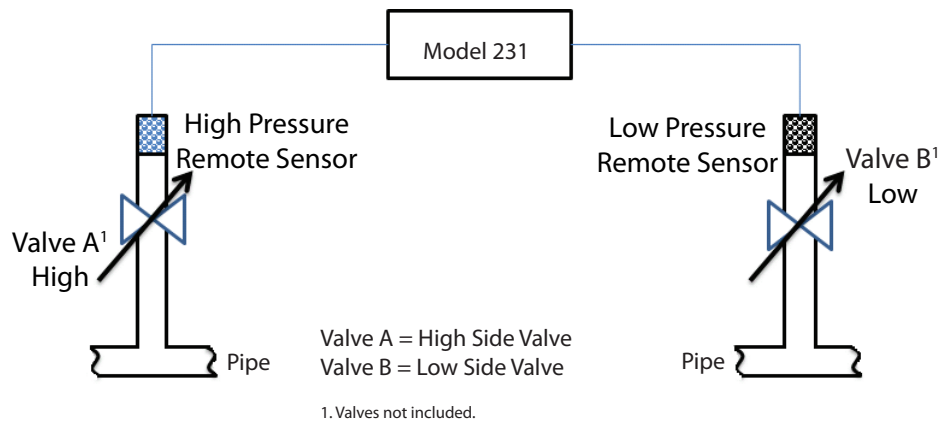 Model 231
High Pressure
Remote Sensor
Low Pressure
Remote Sensor
Valve A¹
High
Valve B¹
Low
Pipe
Valve A = High Side Valve
Valve B = Low Side Valve
Pipe
1. Valves not included.